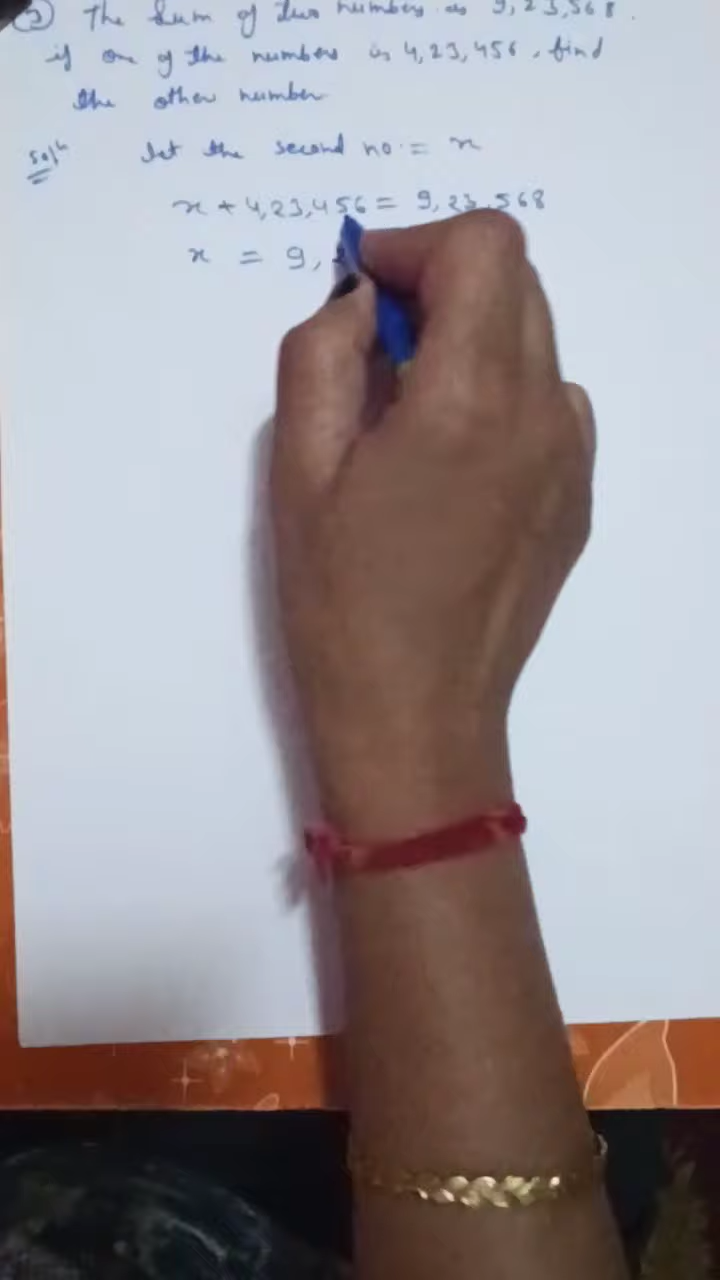 ③ The sum of two numbers is 9,23,568.
if one of the numbers is 4,23,456, find
the other number
Solⁿ let the second no. = x
x + 4,23,456 = 9,23,568
x = 9,2